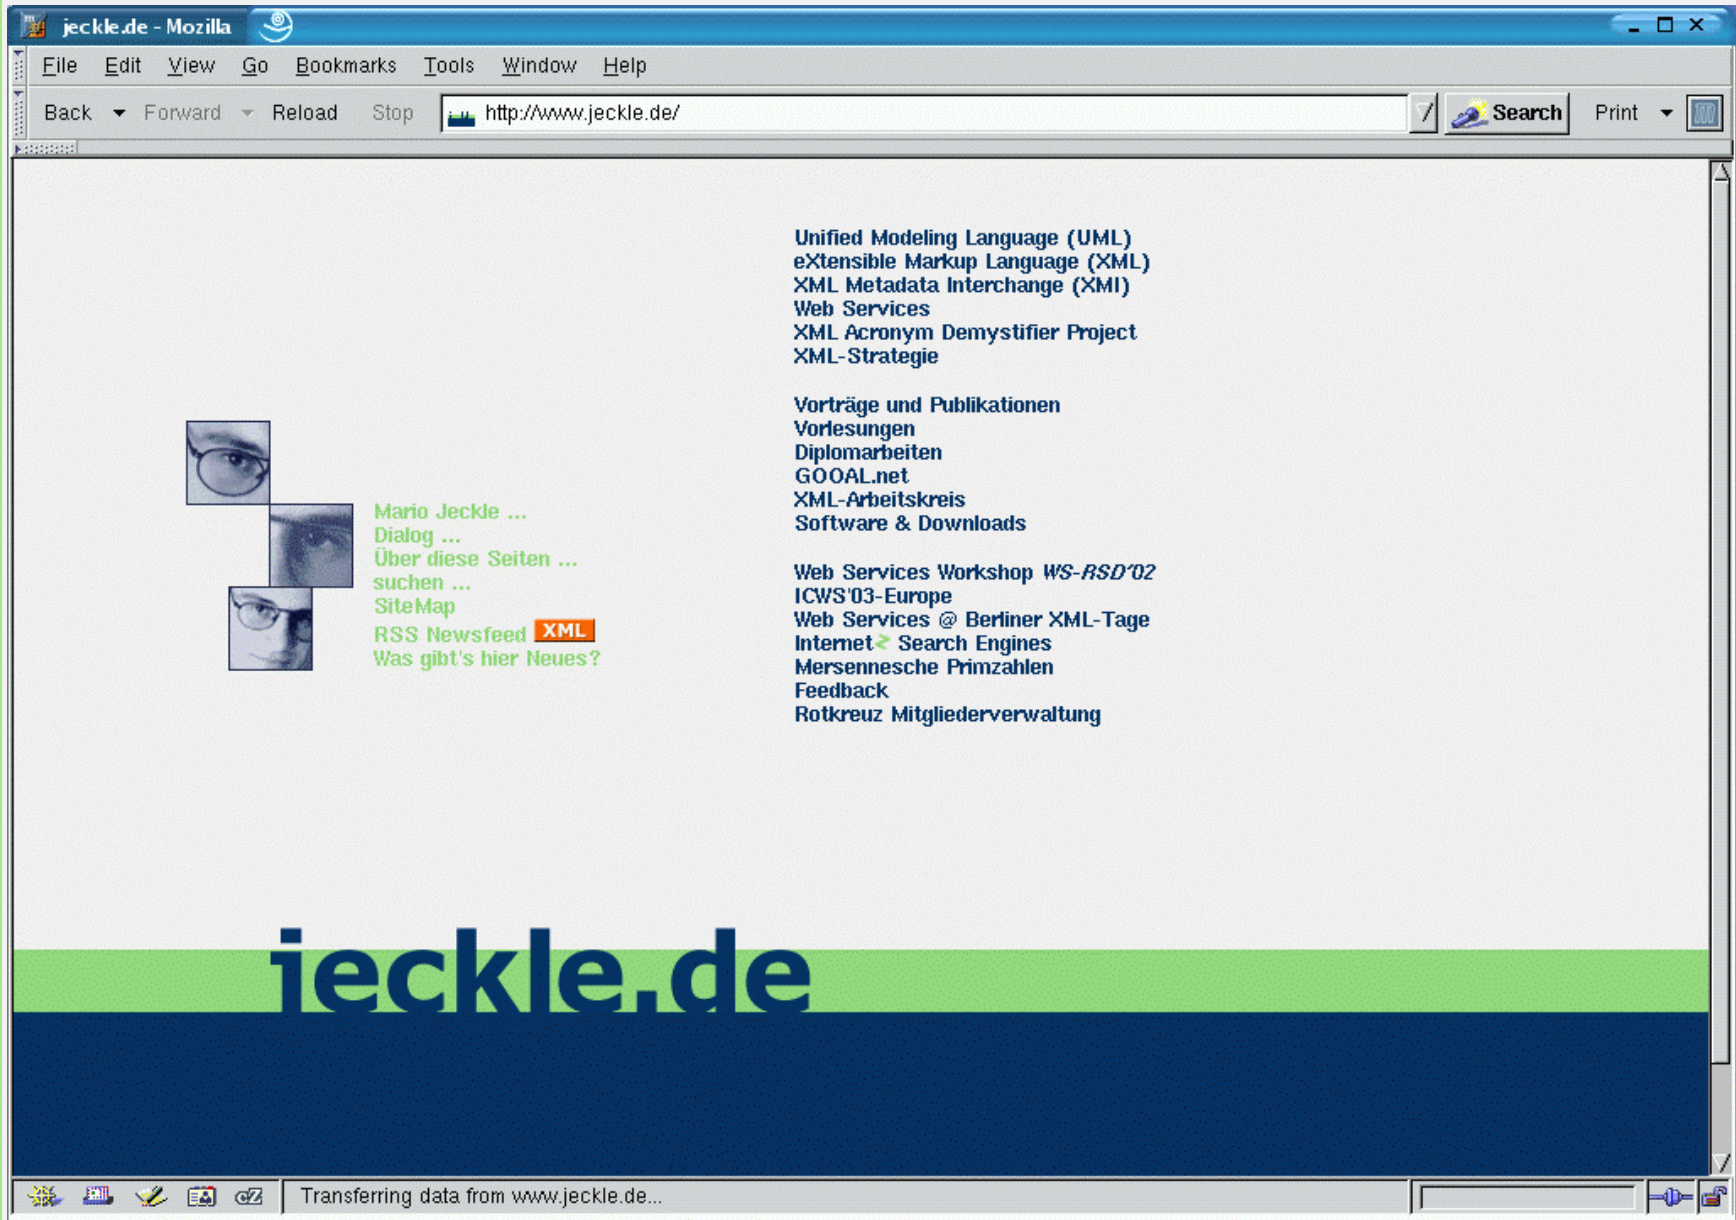 jeckle.de - Mozilla
File Edit View Go Bookmarks Tools Window Help
Back Forward Reload Stop http://www.jeckle.de/ Search Print
Unified Modeling Language (UML)
eXtensible Markup Language (XML)
XML Metadata Interchange (XMI)
Web Services
XML Acronym Demystifier Project
XML-Strategie
Vorträge und Publikationen
Vorlesungen
Diplomarbeiten
GOOAL.net
XML-Arbeitskreis
Software & Downloads
Mario Jeckle ...
Dialog ...
Über diese Seiten ...
suchen ...
SiteMap
RSS Newsfeed XML
Was gibt's hier Neues?
Web Services Workshop WS-RSD'02
ICWS'03-Europe
Web Services @ Berliner XML-Tage
Internet Search Engines
Mersennesche Primzahlen
Feedback
Rotkreuz Mitgliederverwaltung
jeckle.de
Transferring data from www.jeckle.de...